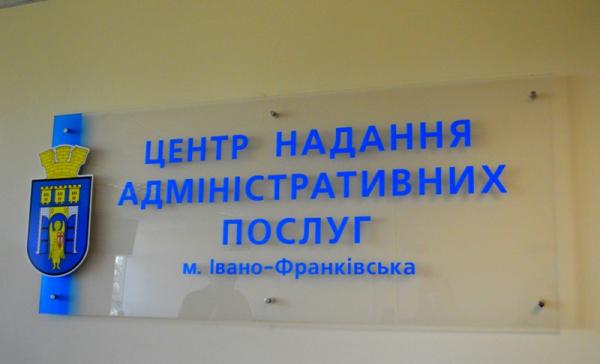 ЦЕНТР НАДАННЯ
АДМІНІСТРАТИВНИХ
ПОСЛУГ
м. Івано-Франківська